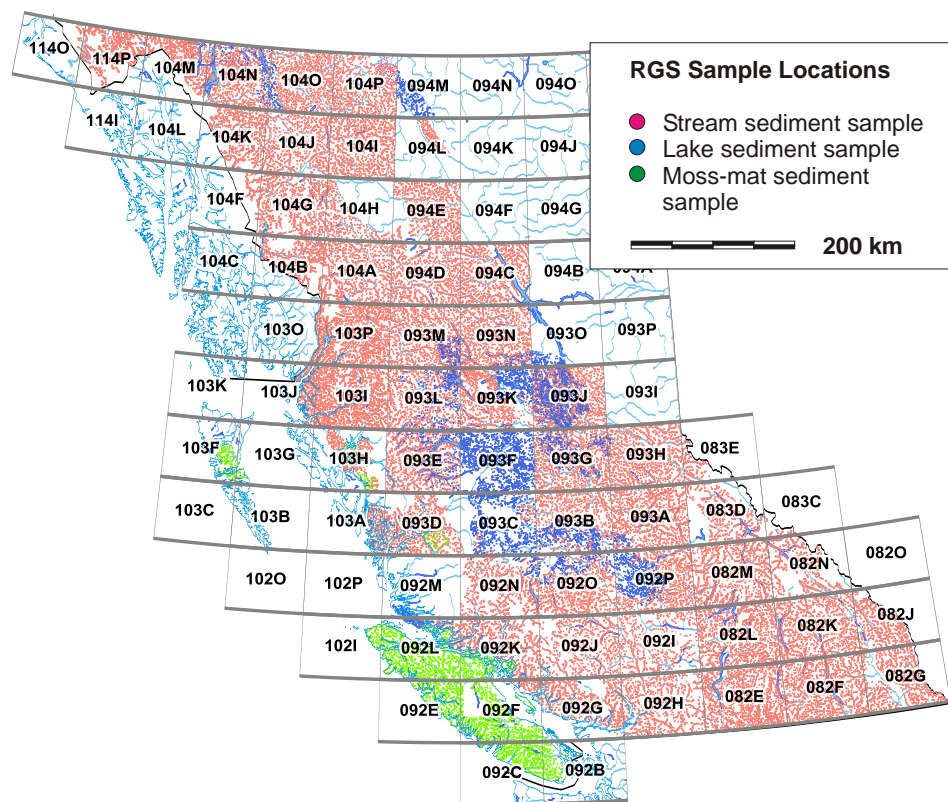 114O 114P 104M 104N 104O 104P 094M 094N 094O
RGS Sample Locations
Stream sediment sample
Lake sediment sample
Moss-mat sediment
sample
200 km
114I 104L 104K 104J 104I 094L 094K 094J
104F 104G 104H 094E 094F 094G
104C 104B 104A 094D 094C 094B 094A
103O 103P 093M 093N 093O 093P
103K 103J 103I 093L 093K 093J 093I
103F 103G 103H 093E 093F 093G 093H 083E
103C 103B 103A 093D 093C 093B 093A 083D 083C
102O 102P 092M 092N 092O 092P 082M 082N 082O
102I 092L 092K 092J 092I 082L 082K 082J
092E 092F 092G 092H 082E 082F 082G
092C 092B